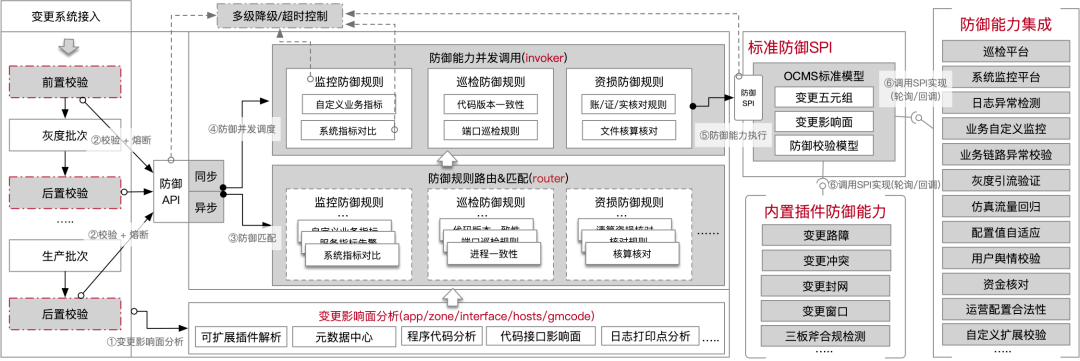 变更系统接入
前置校验
灰度批次
后置校验
.....
生产批次
后置校验
②校验 + 熔断
②校验 + 熔断
①变更影响面分析
防御
API
同步
异步
多级降级/超时控制
④防御并发调度
③防御匹配
防御能力并发调用(invoker)
监控防御规则
自定义业务指标
系统指标对比
巡检防御规则
代码版本一致性
端口巡检规则
资损防御规则
账/证/实核对规则
文件核算核对
防御规则路由&匹配(router)
监控防御规则
...
自定义业务指标
服务指标告警
系统指标对比
巡检防御规则
...
代码版本一致性
端口巡检规则
进程一致性
资损防御规则
...
清算资损核对
核对规则
核算核对
......
变更影响面分析(app/zone/interface/hosts/gmcode)
可扩展插件解析
元数据中心
程序代码分析
代码接口影响面
日志打印点分析
.....
标准防御SPI
防御
SPI
⑤防御能力执行
OCMS标准模型
变更五元组
变更影响面
防御校验模型
⑥调用SPI实现
(轮询/回调)
⑥调用SPI实现(轮询/回调)
内置插件防御能力
变更路障
变更冲突
变更封网
变更窗口
三板斧合规检测
.....
防御能力集成
巡检平台
系统监控平台
日志异常检测
业务自定义监控
业务链路异常校验
灰度引流验证
仿真流量回归
配置值自适应
用户舆情校验
资金核对
运营配置合法性
自定义扩展校验
.....